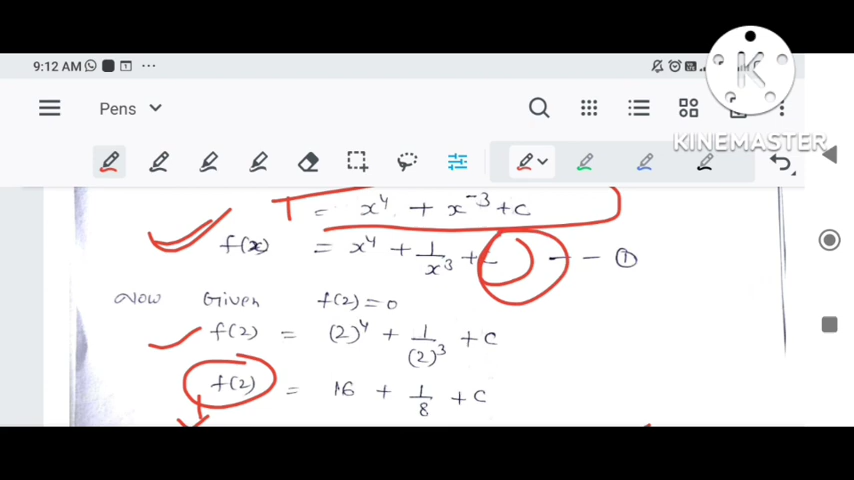 9:12 AM
Pens
KINEMASTER
= x⁴ + x⁻³ + c
f(x) = x⁴ + 1/x³ + c - - ①
Now Given f(2) = 0
f(2) = (2)⁴ + 1/(2)³ + c
f(2) = 16 + 1/8 + c